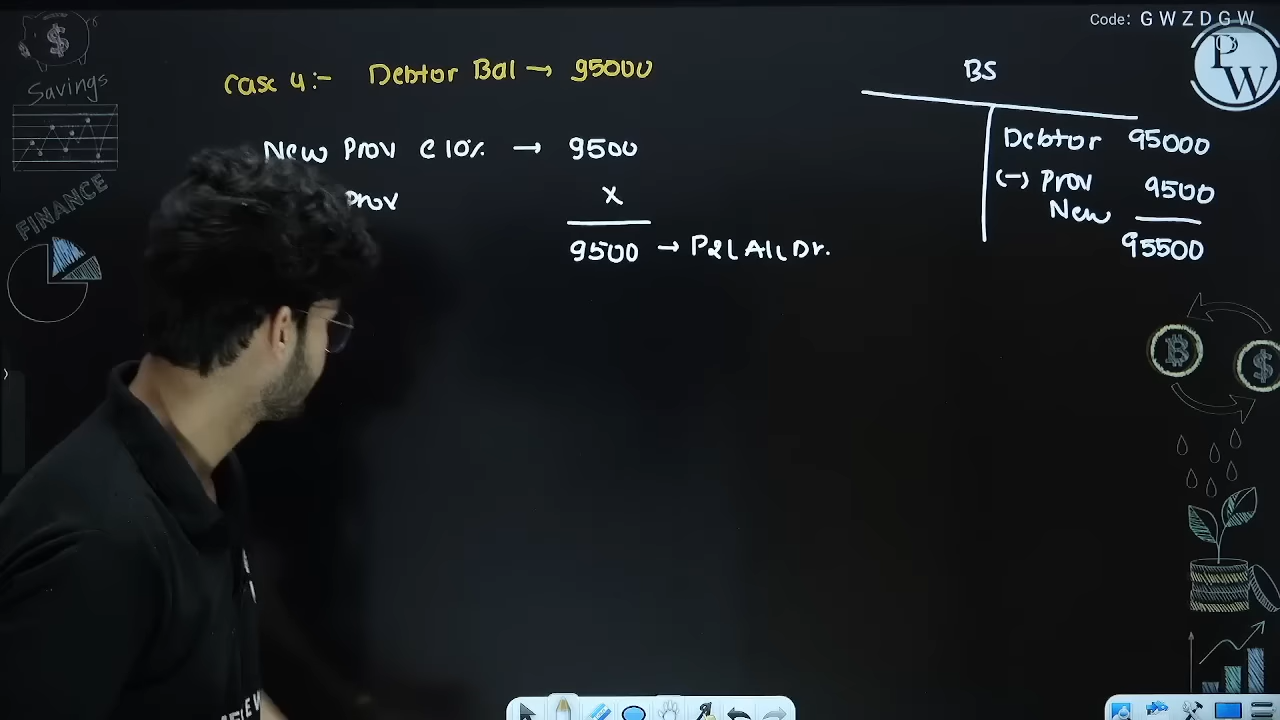 Code: G W Z D G W
PW
Savings
FINANCE
Case 4:- Debtor Bal → 95000
New Prov @ 10% → 9500
Prov X
9500 → P&L A/c Dr.
BS
Debtor 95000
(-) Prov 9500
New
95500